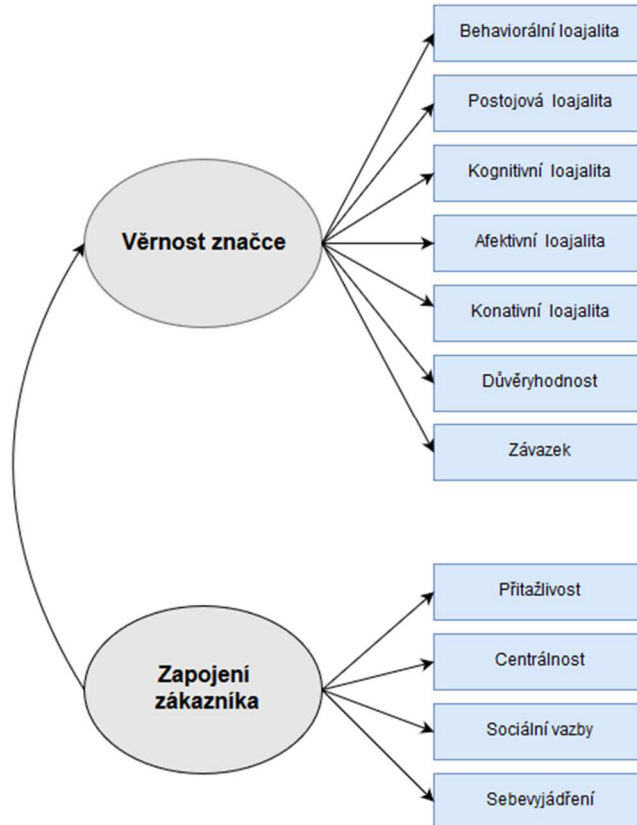 Behaviorální loajalita
Postojová loajalita
Kognitivní loajalita
Věrnost značce
Afektivní loajalita
Konativní loajalita
Důvěryhodnost
Závazek
Přitažlivost
Centrálnost
Zapojení
zákazníka
Sociální vazby
Sebevyjádření